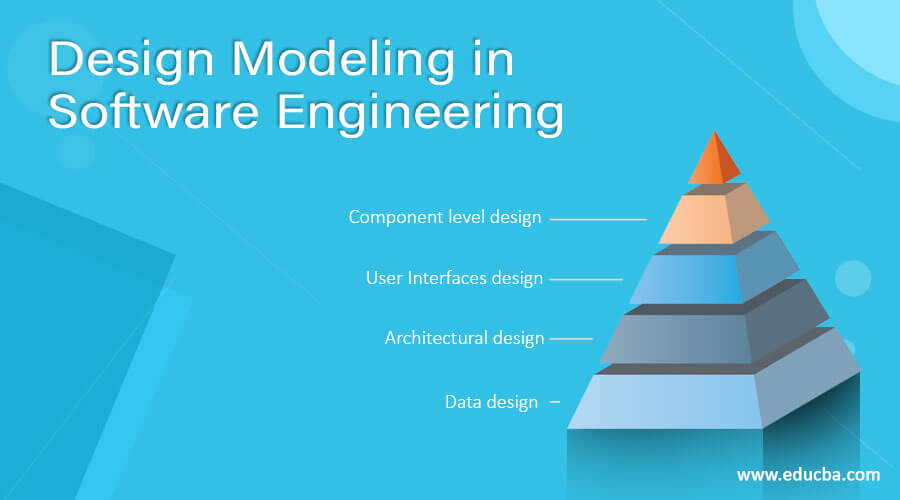 Design Modeling in
Software Engineering
Component level design
User Interfaces design
Architectural design
Data design
www.educba.com